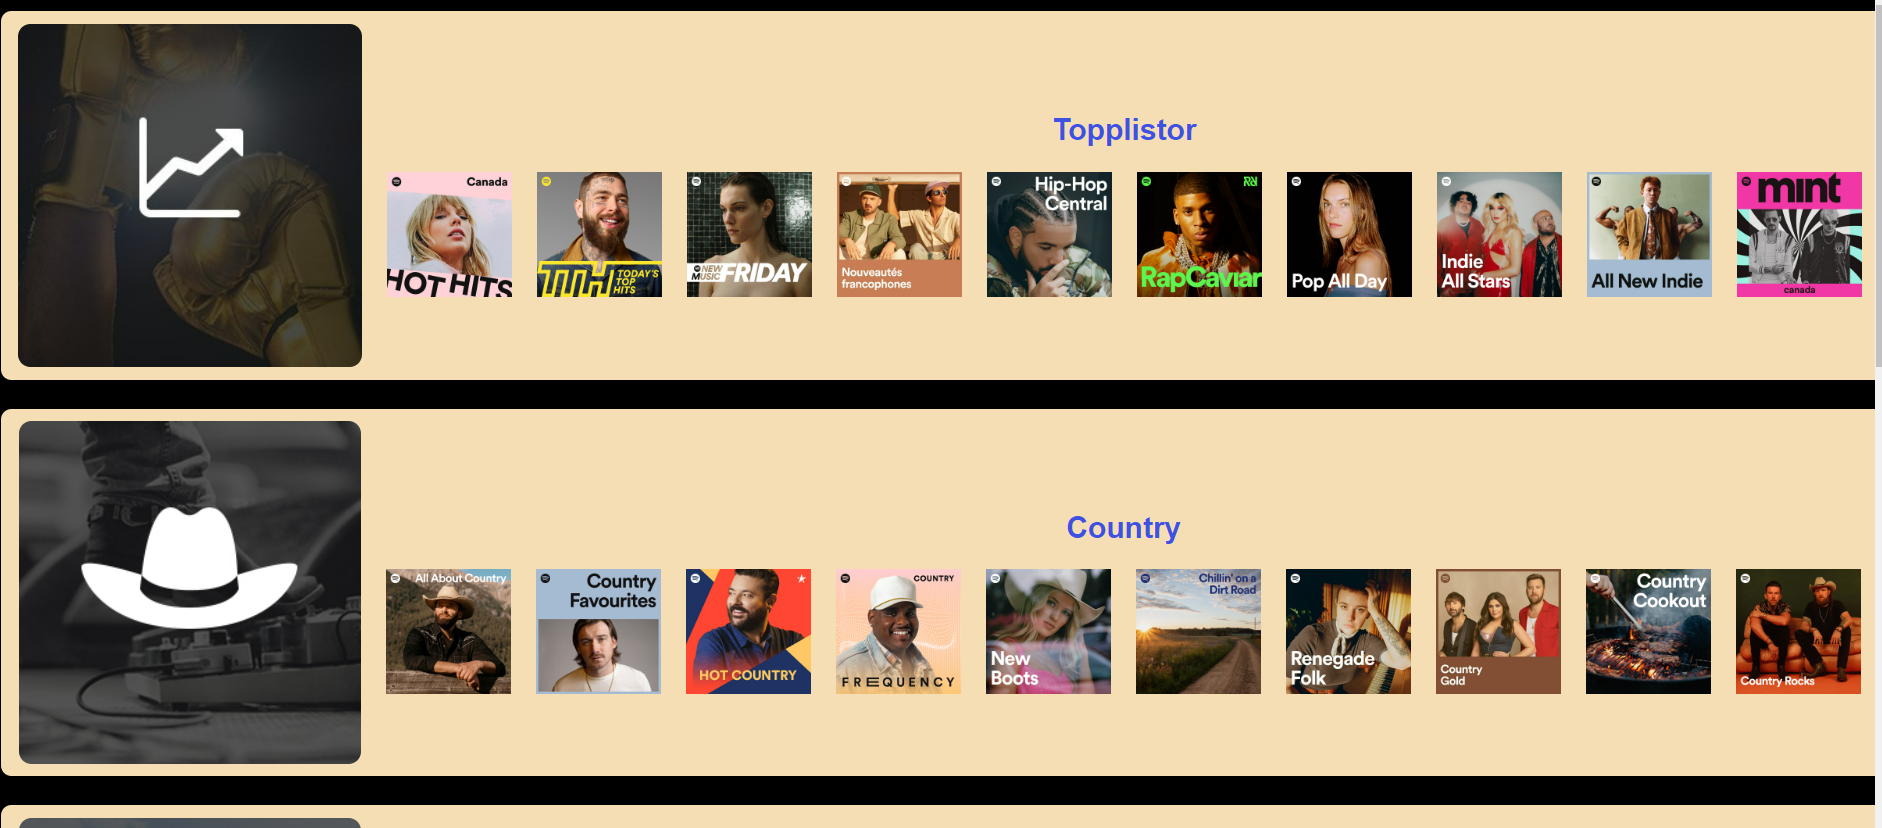 Topplistor
Canada
HOT HITS
TTH TODAY'S
TOP
HITS
NEW
MUSIC FRIDAY
Nouveautés
francophones
Hip-Hop
Central
RapCaviar
Pop All Day
Indie
All Stars
All New Indie
mint
canada
Country
All About Country
Country
Favourites
HOT COUNTRY
COUNTRY
FREQUENCY
New
Boots
Chillin' on a
Dirt Road
Renegade
Folk
Country
Gold
Country
Cookout
Country Rocks